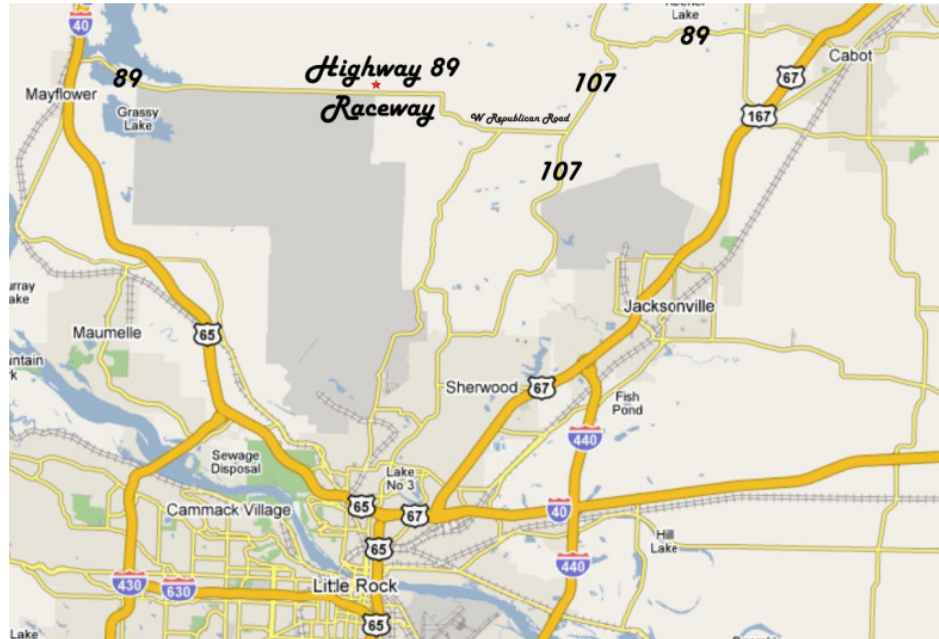 40
Kerner
Lake
89
Cabot
Highway 89
89
67
Mayflower
107
Raceway
Grassy
Lake
W Republican Road
167
107
Lake
Jacksonville
Maumelle
65
Sherwood
67
Fish
Pond
440
Sewage
Disposal
Lake
No 3
65
67
40
Cammack Village
Hill
Lake
65
440
430
630
Little Rock
65
Lake